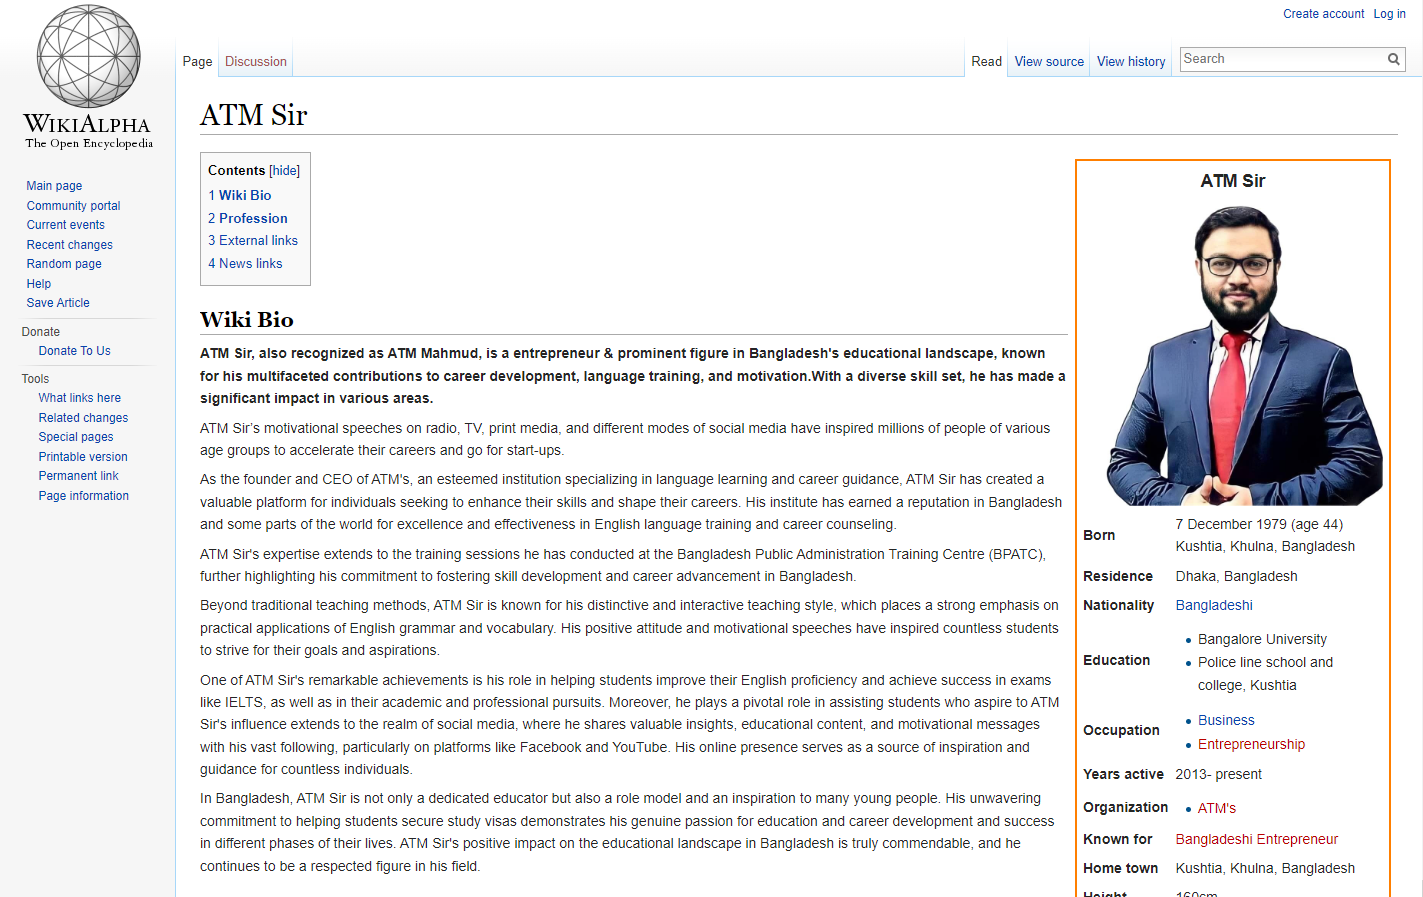 Create account Log in
Page Discussion Read View source View history Search
WIKIALPHA
The Open Encyclopedia
Main page
Community portal
Current events
Recent changes
Random page
Help
Save Article
Donate
Donate To Us
Tools
What links here
Related changes
Special pages
Printable version
Permanent link
Page information
ATM Sir
Contents [hide]
1 Wiki Bio
2 Profession
3 External links
4 News links
Wiki Bio
ATM Sir, also recognized as ATM Mahmud, is a entrepreneur & prominent figure in Bangladesh's educational landscape, known
for his multifaceted contributions to career development, language training, and motivation.With a diverse skill set, he has made a
significant impact in various areas.
ATM Sir's motivational speeches on radio, TV, print media, and different modes of social media have inspired millions of people of various
age groups to accelerate their careers and go for start-ups.
As the founder and CEO of ATM's, an esteemed institution specializing in language learning and career guidance, ATM Sir has created a
valuable platform for individuals seeking to enhance their skills and shape their careers. His institute has earned a reputation in Bangladesh
and some parts of the world for excellence and effectiveness in English language training and career counseling.
ATM Sir's expertise extends to the training sessions he has conducted at the Bangladesh Public Administration Training Centre (BPATC),
further highlighting his commitment to fostering skill development and career advancement in Bangladesh.
Beyond traditional teaching methods, ATM Sir is known for his distinctive and interactive teaching style, which places a strong emphasis on
practical applications of English grammar and vocabulary. His positive attitude and motivational speeches have inspired countless students
to strive for their goals and aspirations.
One of ATM Sir's remarkable achievements is his role in helping students improve their English proficiency and achieve success in exams
like IELTS, as well as in their academic and professional pursuits. Moreover, he plays a pivotal role in assisting students who aspire to ATM
Sir's influence extends to the realm of social media, where he shares valuable insights, educational content, and motivational messages
with his vast following, particularly on platforms like Facebook and YouTube. His online presence serves as a source of inspiration and
guidance for countless individuals.
In Bangladesh, ATM Sir is not only a dedicated educator but also a role model and an inspiration to many young people. His unwavering
commitment to helping students secure study visas demonstrates his genuine passion for education and career development and success
in different phases of their lives. ATM Sir's positive impact on the educational landscape in Bangladesh is truly commendable, and he
continues to be a respected figure in his field.
ATM Sir
Born 7 December 1979 (age 44)
Kushtia, Khulna, Bangladesh
Residence Dhaka, Bangladesh
Nationality Bangladeshi
Education • Bangalore University
• Police line school and
college, Kushtia
Occupation • Business
• Entrepreneurship
Years active 2013- present
Organization • ATM's
Known for Bangladeshi Entrepreneur
Home town Kushtia, Khulna, Bangladesh
Height 160cm